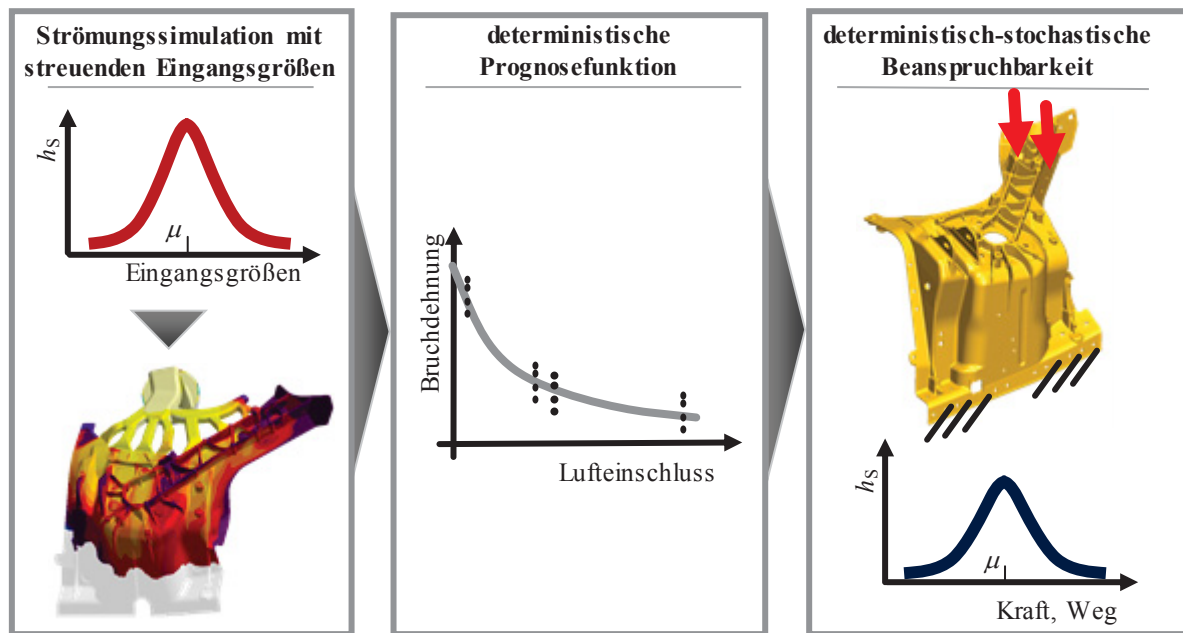 Strömungssimulation mit
streuenden Eingangsgrößen
hS
μ
Eingangsgrößen
deterministische
Prognosefunktion
Bruchdehnung
Lufteinschluss
deterministisch-stochastische
Beanspruchbarkeit
hS
μ
Kraft, Weg